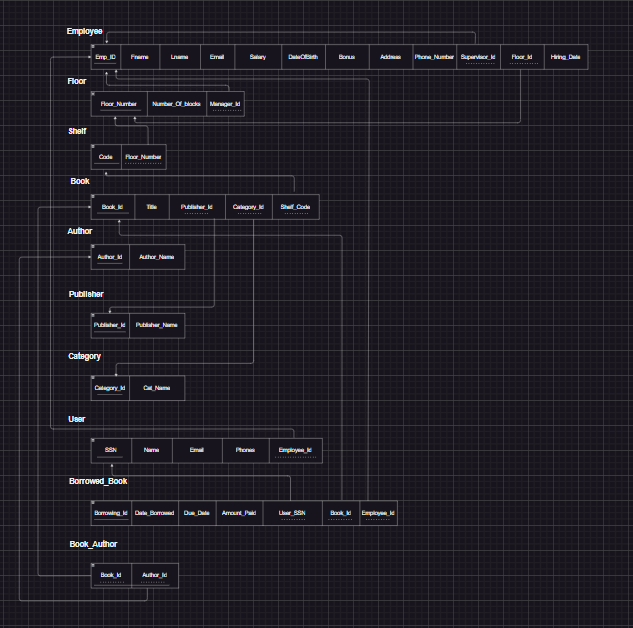 Employee
Emp_ID Fname Lname Email Salary DateOfBirth Bonus Address Phone_Number Supervisor_Id Floor_Id Hiring_Date
Floor
Floor_Number Number_Of_blocks Manager_Id
Shelf
Code Floor_Number
Book
Book_Id Title Publisher_Id Category_Id Shelf_Code
Author
Author_Id Author_Name
Publisher
Publisher_Id Publisher_Name
Category
Category_Id Cat_Name
User
SSN Name Email Phones Employee_Id
Borrowed_Book
Borrowing_Id Date_Borrowed Due_Date Amount_Paid User_SSN Book_Id Employee_Id
Book_Author
Book_Id Author_Id